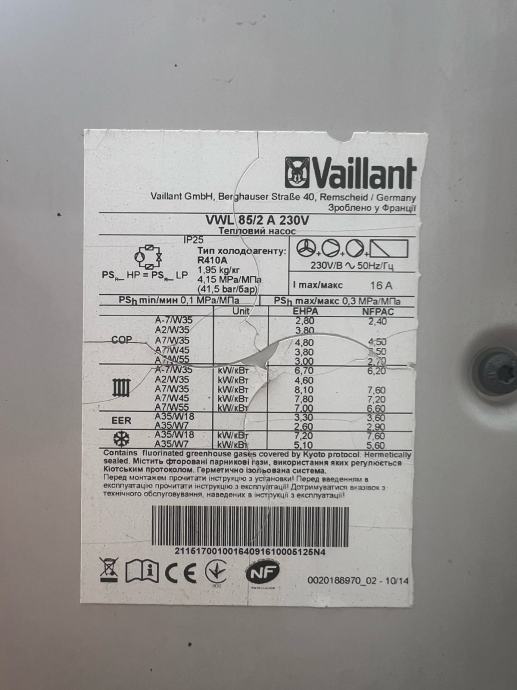 Vaillant
Vaillant GmbH, Berghauser Straße 40, Remscheid / Germany
Зроблено у Франції
VWL 85/2 A 230V
Тепловий насос
IP25
Тип холодоагенту:
R410A
1,95 kg/кг
PS HP = PS LP
4,15 MPa/МПа
(41,5 bar/бар)
230V/В ~ 50Hz/Гц
I max/макс 16 A
PSh min/мин 0,1 MPa/МПа PSh max/макс 0,3 MPa/МПа
Unit EHPA NFPAC
COP
A-7/W35 2,80 2,40
A2/W35 3,80
A7/W35 4,80 4,50
A7/W45 3,80 3,50
A7/W55 3,00 2,70
A-7/W35 kW/кВт 6,70 6,20
A2/W35 kW/кВт 4,60
A7/W35 kW/кВт 8,10 7,60
A7/W45 kW/кВт 7,80 7,20
A7/W55 kW/кВт 7,00 6,60
EER
A35/W18 3,30 3,60
A35/W7 2,60 2,90
A35/W18 kW/кВт 7,20 7,60
A35/W7 kW/кВт 5,10 5,60
Contains fluorinated greenhouse gases covered by Kyoto protocol. Hermetically
sealed. Містить фторовані парникові гази, використання яких регулюється
Кіотським протоколом. Герметично ізольована система.
Перед монтажом прочитати інструкцію з установки! Перед введенням в
експлуатацію прочитати інструкцію з експлуатації! Дотримуватися вказівок з
технічного обслуговування, наведених в інструкції з експлуатації!
21151700100164091610005125N4
CE
NF
0020188970_02 - 10/14